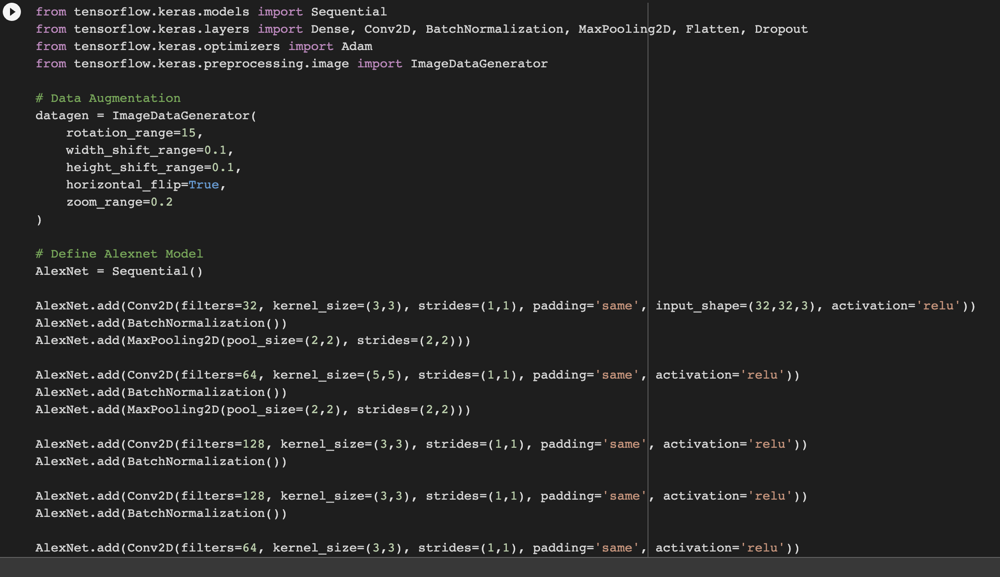 from tensorflow.keras.models import Sequential
from tensorflow.keras.layers import Dense, Conv2D, BatchNormalization, MaxPooling2D, Flatten, Dropout
from tensorflow.keras.optimizers import Adam
from tensorflow.keras.preprocessing.image import ImageDataGenerator

# Data Augmentation
datagen = ImageDataGenerator(
    rotation_range=15,
    width_shift_range=0.1,
    height_shift_range=0.1,
    horizontal_flip=True,
    zoom_range=0.2
)

# Define Alexnet Model
AlexNet = Sequential()

AlexNet.add(Conv2D(filters=32, kernel_size=(3,3), strides=(1,1), padding='same', input_shape=(32,32,3), activation='relu'))
AlexNet.add(BatchNormalization())
AlexNet.add(MaxPooling2D(pool_size=(2,2), strides=(2,2)))

AlexNet.add(Conv2D(filters=64, kernel_size=(5,5), strides=(1,1), padding='same', activation='relu'))
AlexNet.add(BatchNormalization())
AlexNet.add(MaxPooling2D(pool_size=(2,2), strides=(2,2)))

AlexNet.add(Conv2D(filters=128, kernel_size=(3,3), strides=(1,1), padding='same', activation='relu'))
AlexNet.add(BatchNormalization())

AlexNet.add(Conv2D(filters=128, kernel_size=(3,3), strides=(1,1), padding='same', activation='relu'))
AlexNet.add(BatchNormalization())

AlexNet.add(Conv2D(filters=64, kernel_size=(3,3), strides=(1,1), padding='same', activation='relu'))